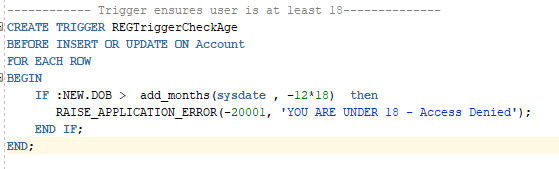 ------------- Trigger ensures user is at least 18---------------
CREATE TRIGGER REGTriggerCheckAge
BEFORE INSERT OR UPDATE ON Account
FOR EACH ROW
BEGIN
IF :NEW.DOB > add_months(sysdate , -12*18) then
RAISE_APPLICATION_ERROR(-20001, 'YOU ARE UNDER 18 - Access Denied');
END IF;
END;